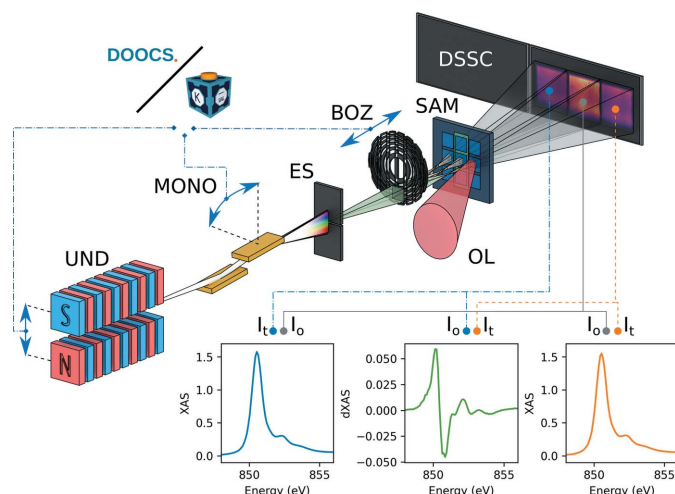 DOOCS.
K
DSSC
BOZ
SAM
ES
MONO
UND
OL
S
N
It Io
Io It
Io It
XAS
1.5
1.0
0.5
0.0
850 855
Energy (eV)
dXAS
0.050
0.025
0.000
−0.025
−0.050
850 855
Energy (eV)
XAS
1.5
1.0
0.5
0.0
850 855
Energy (eV)